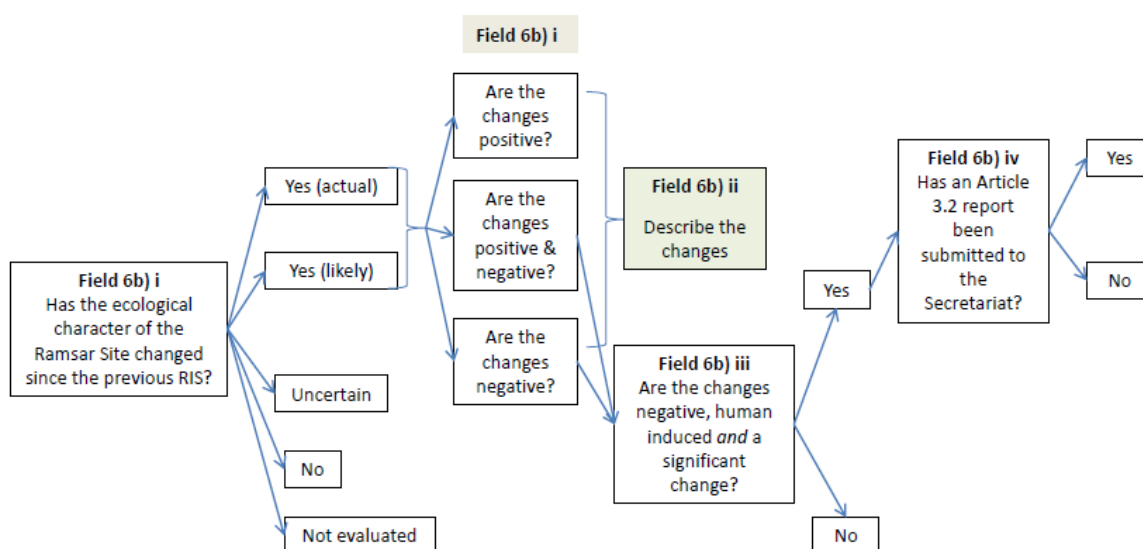 Field 6b) i
Has the ecological
character of the
Ramsar Site changed
since the previous RIS?
Yes (actual)
Yes (likely)
Uncertain
No
Not evaluated
Field 6b) i
Are the
changes
positive?
Are the
changes
positive &
negative?
Are the
changes
negative?
Field 6b) ii
Describe the
changes
Field 6b) iii
Are the changes
negative, human
induced and a
significant
change?
Yes
No
Field 6b) iv
Has an Article
3.2 report
been
submitted to
the
Secretariat?
Yes
No